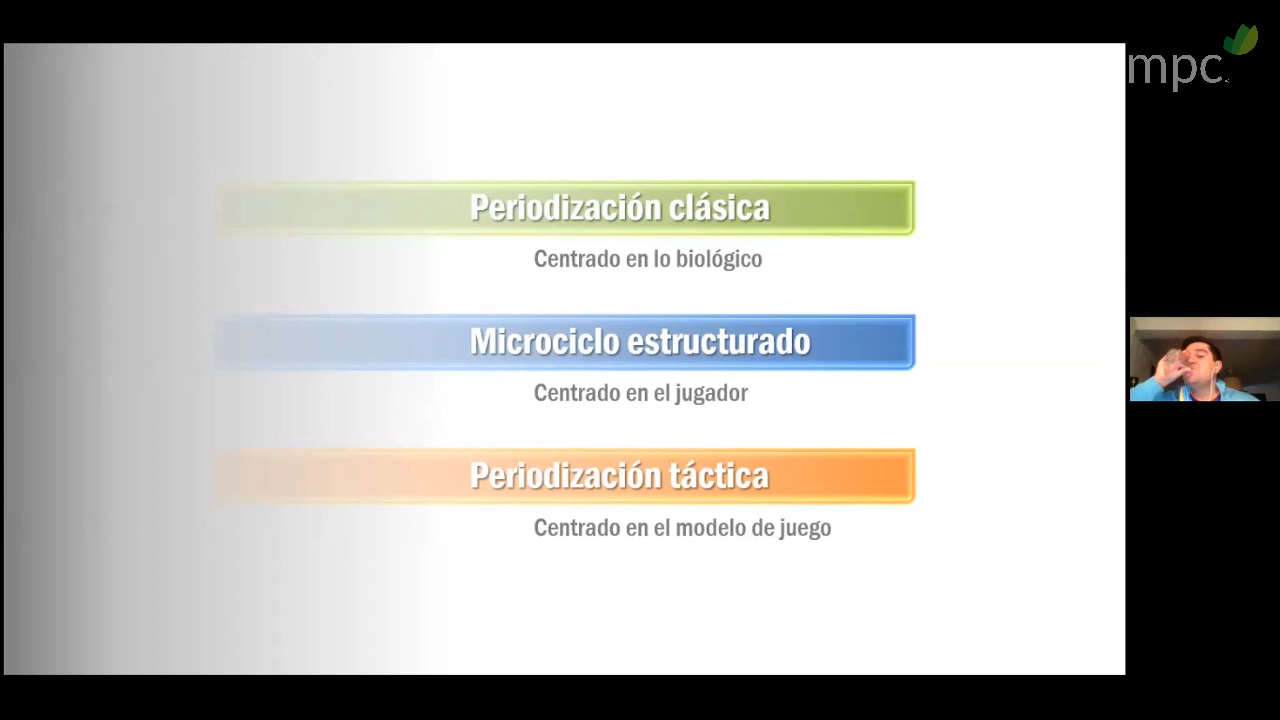 mpc
Periodización clásica
Centrado en lo biológico
Microciclo estructurado
Centrado en el jugador
Periodización táctica
Centrado en el modelo de juego